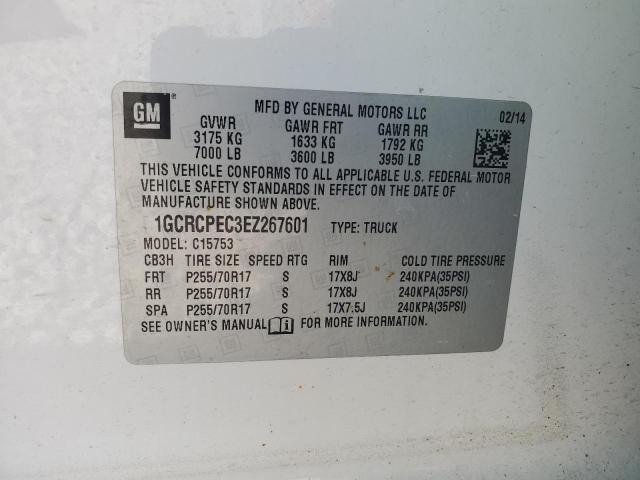 GM
MFD BY GENERAL MOTORS LLC 02/14
GVWR GAWR FRT GAWR RR
3175 KG 1633 KG 1792 KG
7000 LB 3600 LB 3950 LB
THIS VEHICLE CONFORMS TO ALL APPLICABLE U.S. FEDERAL MOTOR
VEHICLE SAFETY STANDARDS IN EFFECT ON THE DATE OF
MANUFACTURE SHOWN ABOVE.
1GCRCPEC3EZ267601 TYPE: TRUCK
MODEL: C15753
CB3H TIRE SIZE SPEED RTG RIM COLD TIRE PRESSURE
FRT P255/70R17 S 17X8J 240KPA(35PSI)
RR P255/70R17 S 17X8J 240KPA(35PSI)
SPA P255/70R17 S 17X7.5J 240KPA(35PSI)
SEE OWNER'S MANUAL FOR MORE INFORMATION.